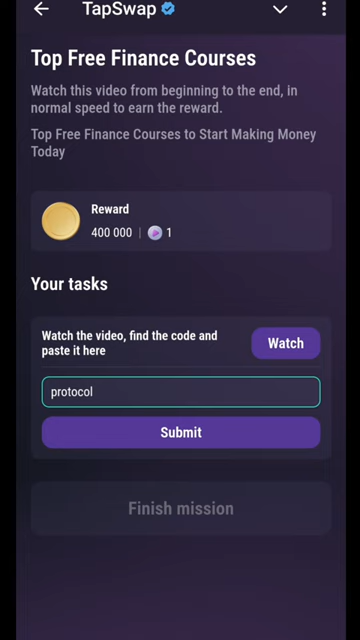 TapSwap
Top Free Finance Courses
Watch this video from beginning to the end, in
normal speed to earn the reward.
Top Free Finance Courses to Start Making Money
Today
Reward
400 000 | 1
Your tasks
Watch the video, find the code and
paste it here
Watch
protocol
Submit
Finish mission